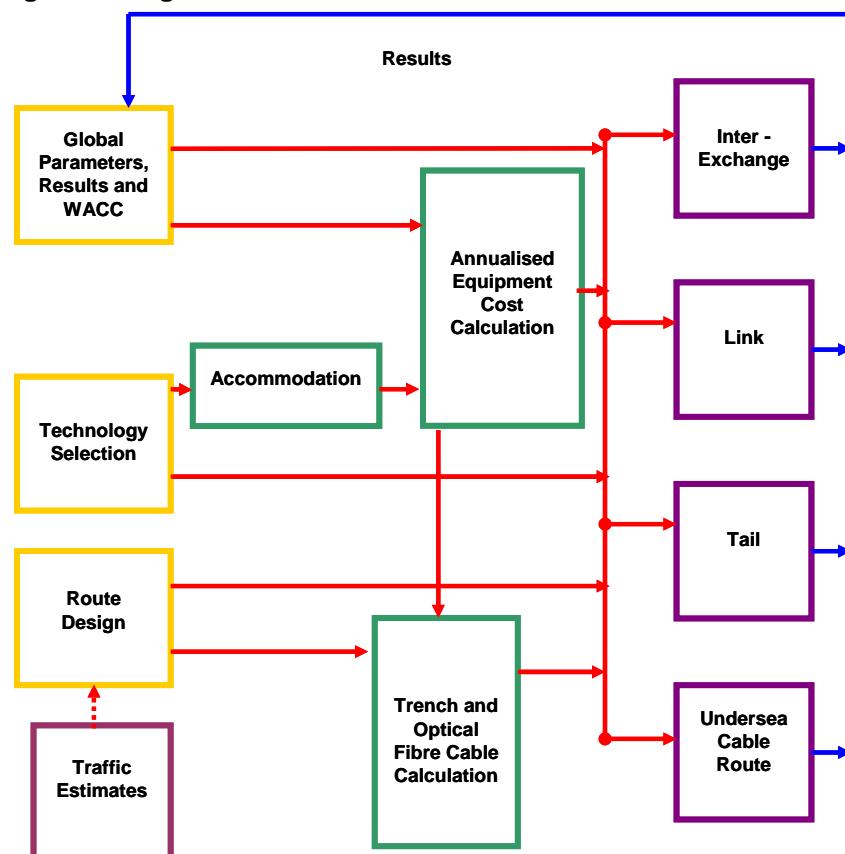 Results
Global
Parameters,
Results and
WACC
Inter -
Exchange
Annualised
Equipment
Cost
Calculation
Link
Accommodation
Technology
Selection
Tail
Route
Design
Trench and
Optical
Fibre Cable
Calculation
Undersea
Cable
Route
Traffic
Estimates